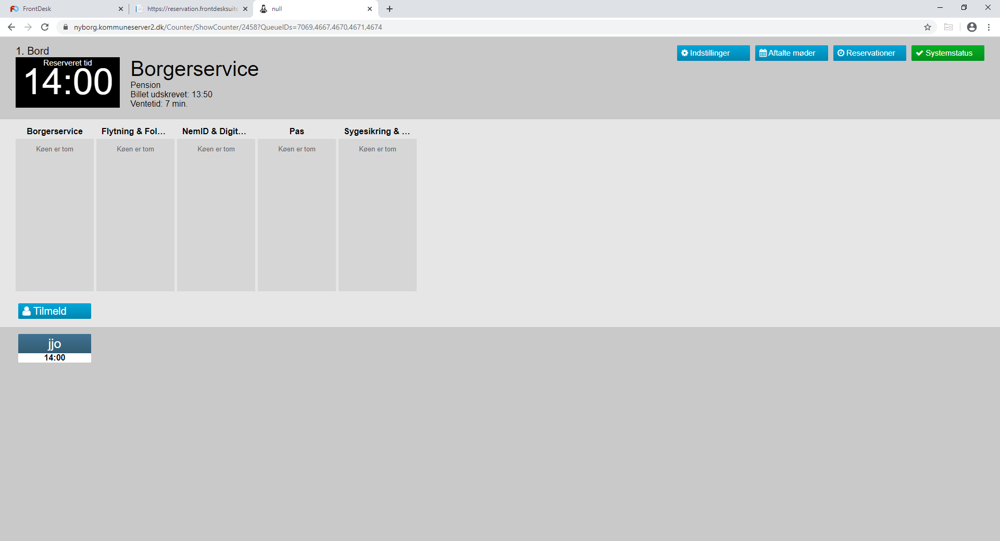 FrontDesk
https://reservation.frontdesksuite
null
nyborg.kommuneserver2.dk/Counter/ShowCounter/2458?QueueIDs=7069,4667,4670,4671,4674
1. Bord
Reserveret tid
14:00
Borgerservice
Pension
Billet udskrevet: 13:50
Ventetid: 7 min.
Indstillinger
Aftalte møder
Reservationer
Systemstatus
Borgerservice
Flytning & Fol...
NemID & Digit...
Pas
Sygesikring & ...
Køen er tom
Køen er tom
Køen er tom
Køen er tom
Køen er tom
Tilmeld
jjo
14:00